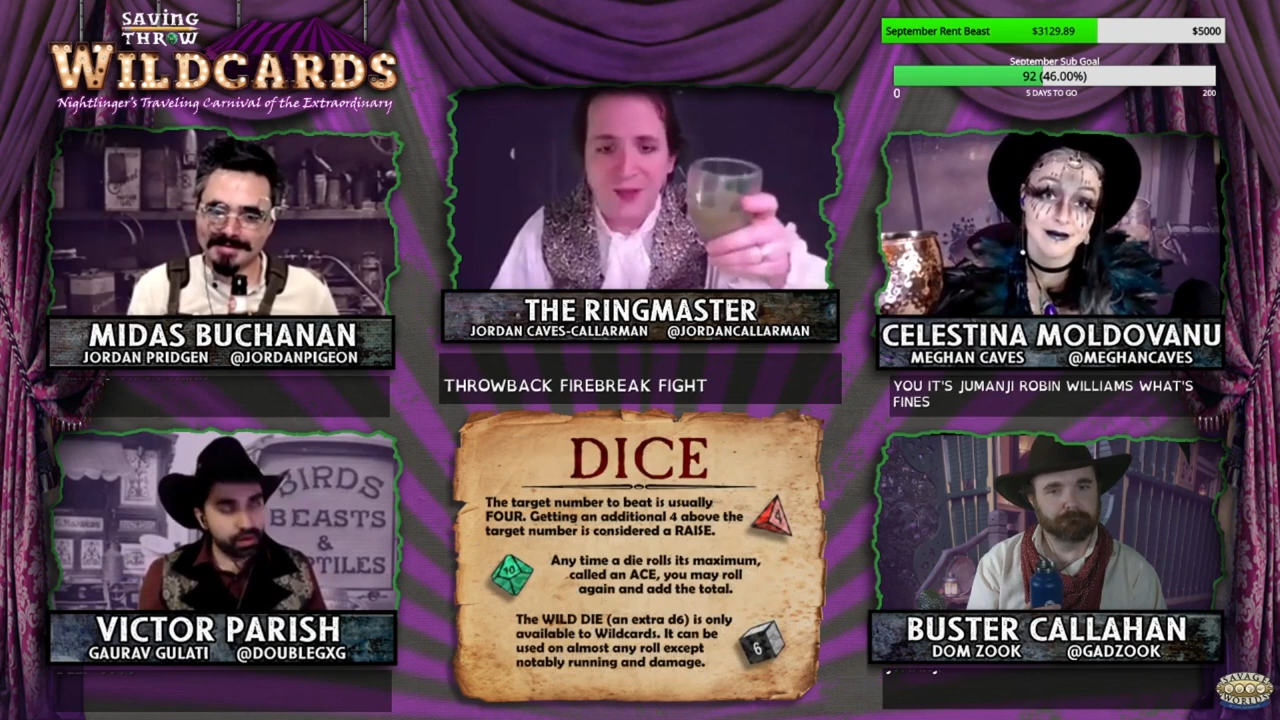 SAVING
THROW
WILDCARDS
Nightlinger's Traveling Carnival of the Extraordinary
September Rent Beast $3129.89 $5000
September Sub Goal
92 (46.00%)
0 5 DAYS TO GO 200
MIDAS BUCHANAN
JORDAN PRIDGEN @JORDANPIGEON
THE RINGMASTER
JORDAN CAVES-CALLARMAN @JORDANCALLARMAN
THROWBACK FIREBREAK FIGHT
CELESTINA MOLDOVANU
MEGHAN CAVES @MEGHANCAVES
YOU IT'S JUMANJI ROBIN WILLIAMS WHAT'S
FINES
BIRDS
BEASTS
&
VICTOR PARISH
GAURAV GULATI @DOUBLEGXG
DICE
The target number to beat is usually
FOUR. Getting an additional 4 above the
target number is considered a RAISE.
4
Any time a die rolls its maximum,
called an ACE, you may roll
again and add the total.
10
The WILD DIE (an extra d6) is only
available to Wildcards. It can be
used on almost any roll except
notably running and damage.
6
BUSTER CALLAHAN
DOM ZOOK @GADZOOK
SAVAGE
WORLDS